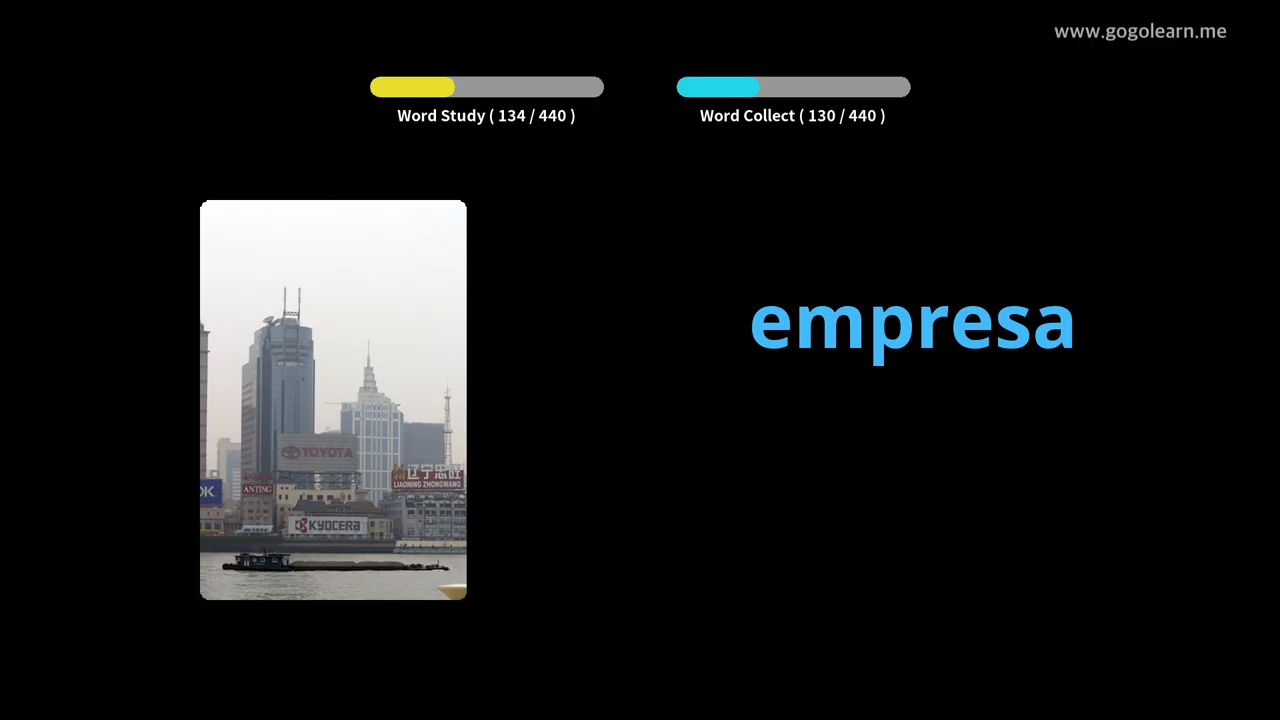 www.gogolearn.me
Word Study ( 134 / 440 )
Word Collect ( 130 / 440 )
empresa
TOYOTA
辽宁忠旺
LIAONING ZHONGWANG
OK
ANTING
KYOCERA